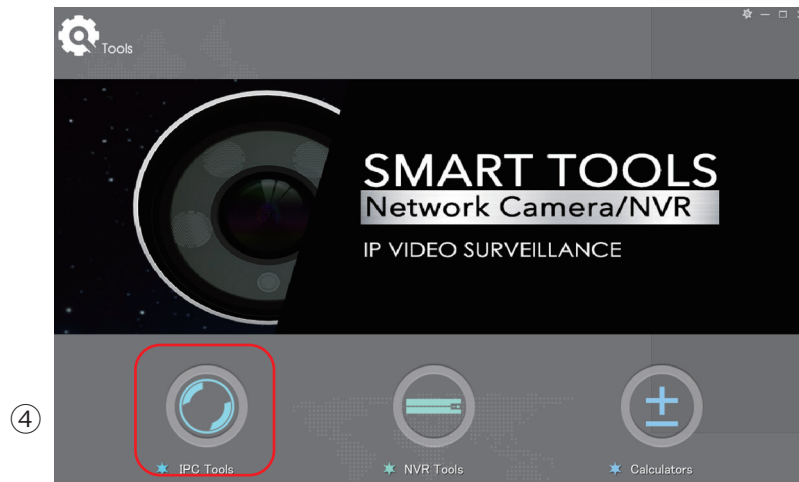 Tools
SMART TOOLS
Network Camera/NVR
IP VIDEO SURVEILLANCE
④
IPC Tools
NVR Tools
Calculators